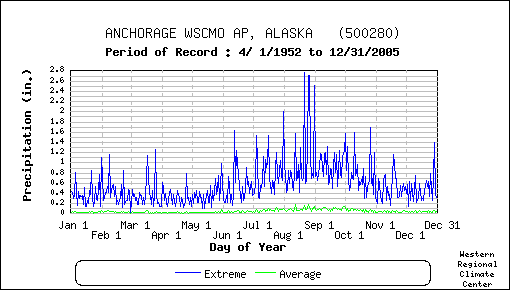 ANCHORAGE WSCMO AP, ALASKA (500280)
Period of Record : 4/ 1/1952 to 12/31/2005
Precipitation (in.)
2.8
2.6
2.4
2.2
2
1.8
1.6
1.4
1.2
1
0.8
0.6
0.4
0.2
0
Jan 1 Mar 1 May 1 Jul 1 Sep 1 Nov 1 Dec 31
Feb 1 Apr 1 Jun 1 Aug 1 Oct 1 Dec 1
Day of Year
Extreme Average
Western
Regional
Climate
Center